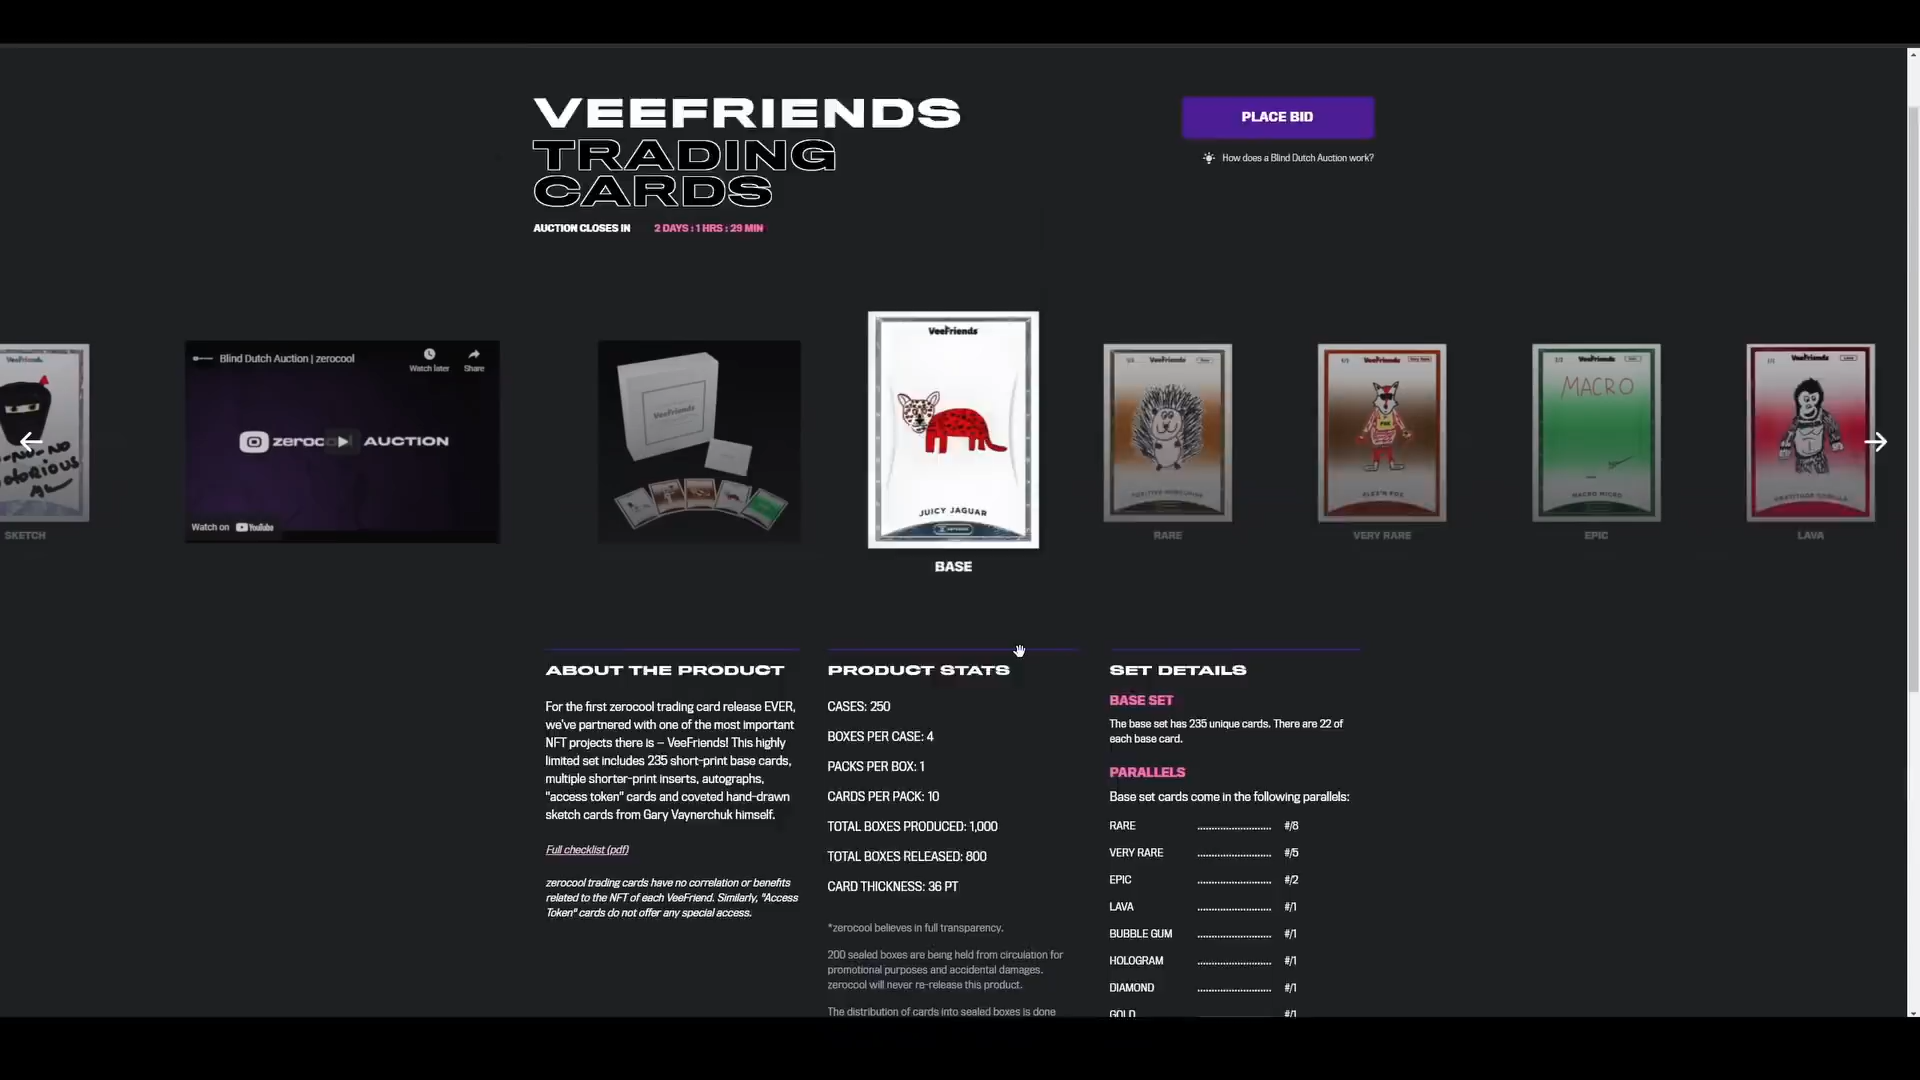 VEEFRIENDS
TRADING
CARDS
AUCTION CLOSES IN 2 DAYS : 1 HRS : 29 MIN
PLACE BID
How does a Blind Dutch Auction work?
VeeFriends
SKETCH
Blind Dutch Auction | zerocool
Watch later
Share
AUCTION
Watch on YouTube
VeeFriends
VeeFriends
JUICY JAGUAR
BASE
VeeFriends
RARE
VeeFriends
VERY RARE
VeeFriends
MACRO
MACRO MICRO
EPIC
VeeFriends
GRATITUDE GORILLA
LAVA
ABOUT THE PRODUCT
For the first zerocool trading card release EVER,
we've partnered with one of the most important
NFT projects there is – VeeFriends! This highly
limited set includes 235 short-print base cards,
multiple shorter-print inserts, autographs,
"access token" cards and coveted hand-drawn
sketch cards from Gary Vaynerchuk himself.
Full checklist (pdf)
zerocool trading cards have no correlation or benefits
related to the NFT of each VeeFriend. Similarly, "Access
Token" cards do not offer any special access.
PRODUCT STATS
CASES: 250
BOXES PER CASE: 4
PACKS PER BOX: 1
CARDS PER PACK: 10
TOTAL BOXES PRODUCED: 1,000
TOTAL BOXES RELEASED: 800
CARD THICKNESS: 36 PT
*zerocool believes in full transparency.
200 sealed boxes are being held from circulation for
promotional purposes and accidental damages.
zerocool will never re-release this product.
The distribution of cards into sealed boxes is done
SET DETAILS
BASE SET
The base set has 235 unique cards. There are 22 of
each base card.
PARALLELS
Base set cards come in the following parallels:
RARE ........................... #/8
VERY RARE ........................... #/5
EPIC ........................... #/2
LAVA ........................... #/1
BUBBLE GUM ........................... #/1
HOLOGRAM ........................... #/1
DIAMOND ........................... #/1
GOLD ........................... #/1